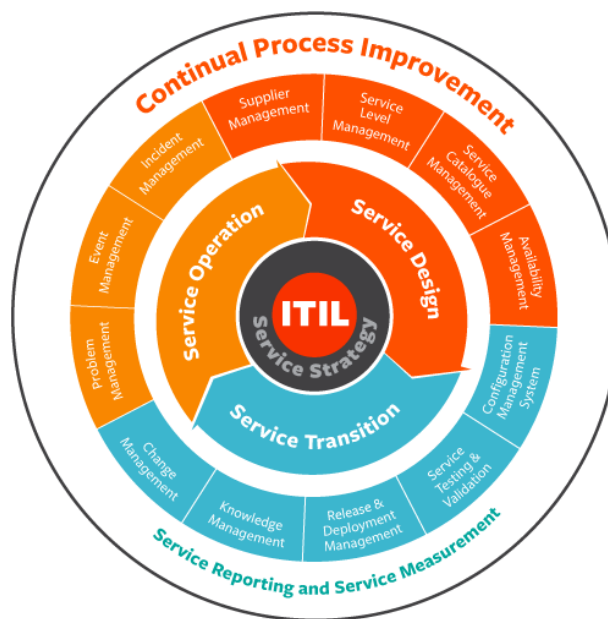 Continual Process Improvement
Supplier
Management
Service
Level
Management
Service
Catalogue
Management
Availability
Management
Configuration
Management
System
Service
Testing &
Validation
Release &
Deployment
Management
Knowledge
Management
Change
Management
Problem
Management
Event
Management
Incident
Management
Service Operation
Service Design
Service Transition
ITIL
Service Strategy
Service Reporting and Service Measurement